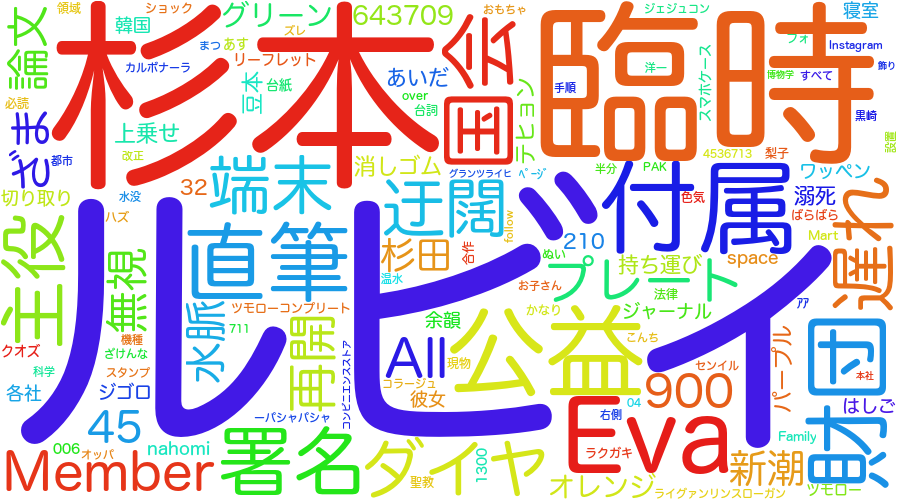 領域
ショック
おもちゃ
ジェジュコン
寝室
論文
韓国
グリーン
643709
まつ
あす
ズレ
フォ
Instagram
杉本
国会
臨時
カルボナーラ
リーフレット
洋一
飾り
必読
豆本
台紙
あいだ
手順
スマホケース
博物学
すべて
ざま
over
台詞
テヒョン
黒崎
上乗せ
設置
改正
都市
消しゴム
グランツライヒ
ページ
半分
PAK
4536713
梨子
切り取り
水没
32
端末
迂闊
付属
色気
ワッペン
溺死
ばらばら
遅れ
主役
ハズ
直筆
杉田
合作
follow
210
space
Mart
無視
ぬい
プレート
持ち運び
お子さん
法律
ルビィ
水脈
ツモローコンプリート
温水
アア
711
再開
余韻
かなり
ジャーナル
公益
財団
クオズ
機種
ざけんな
コンビニエンスストア
All
現物
こんち
パープル
科学
スタンプ
コラージュ
センイル
本社
各社
ジゴロ
ーパシャパシャ
彼女
900
はしご
45
04
右側
Eva
006
オッパ
nahomi
署名
ダイヤ
1300
ラクガキ
Family
Member
聖教
オレンジ
新潮
ツモロー
ライグァンリンスローガン